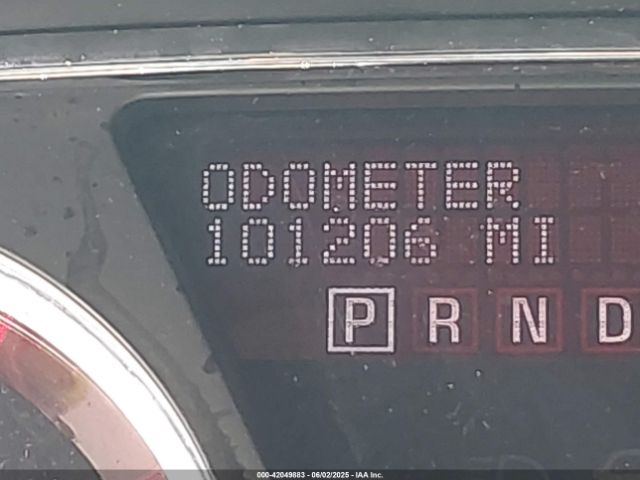 ODOMETER
101206 MI
P R N D
000-42049883 - 06/02/2025 - IAA Inc.